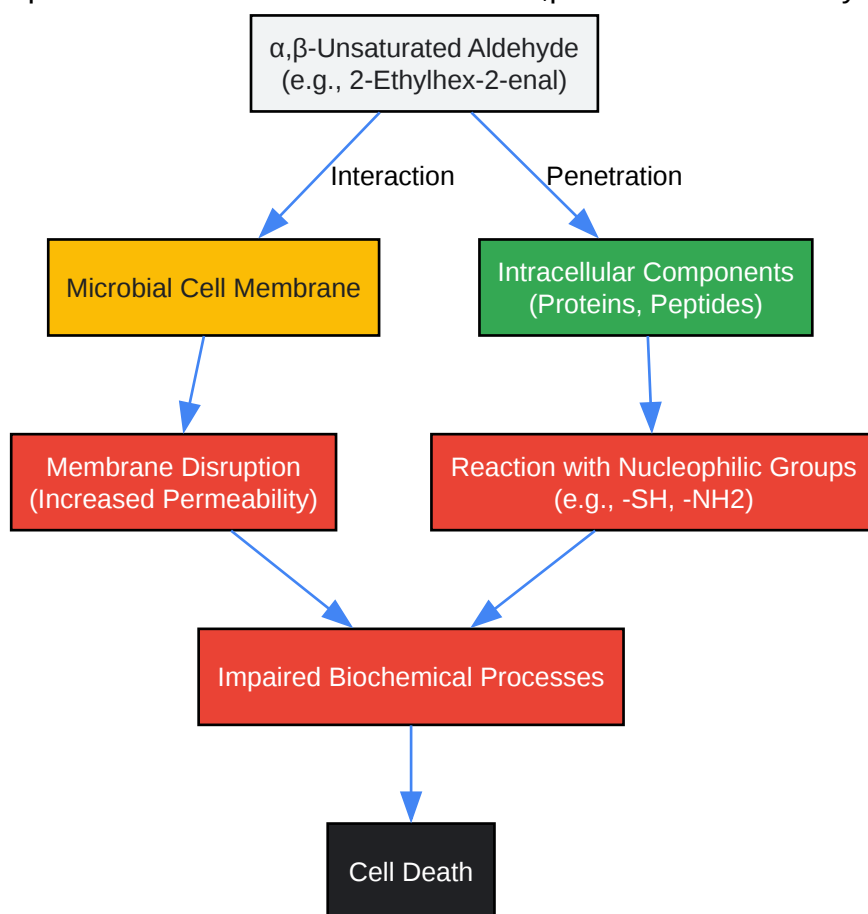 α,β-Unsaturated Aldehyde
(e.g., 2-Ethylhex-2-enal)
Interaction
Penetration
Microbial Cell Membrane
Intracellular Components
(Proteins, Peptides)
Membrane Disruption
(Increased Permeability)
Reaction with Nucleophilic Groups
(e.g., -SH, -NH2)
Impaired Biochemical Processes
Cell Death